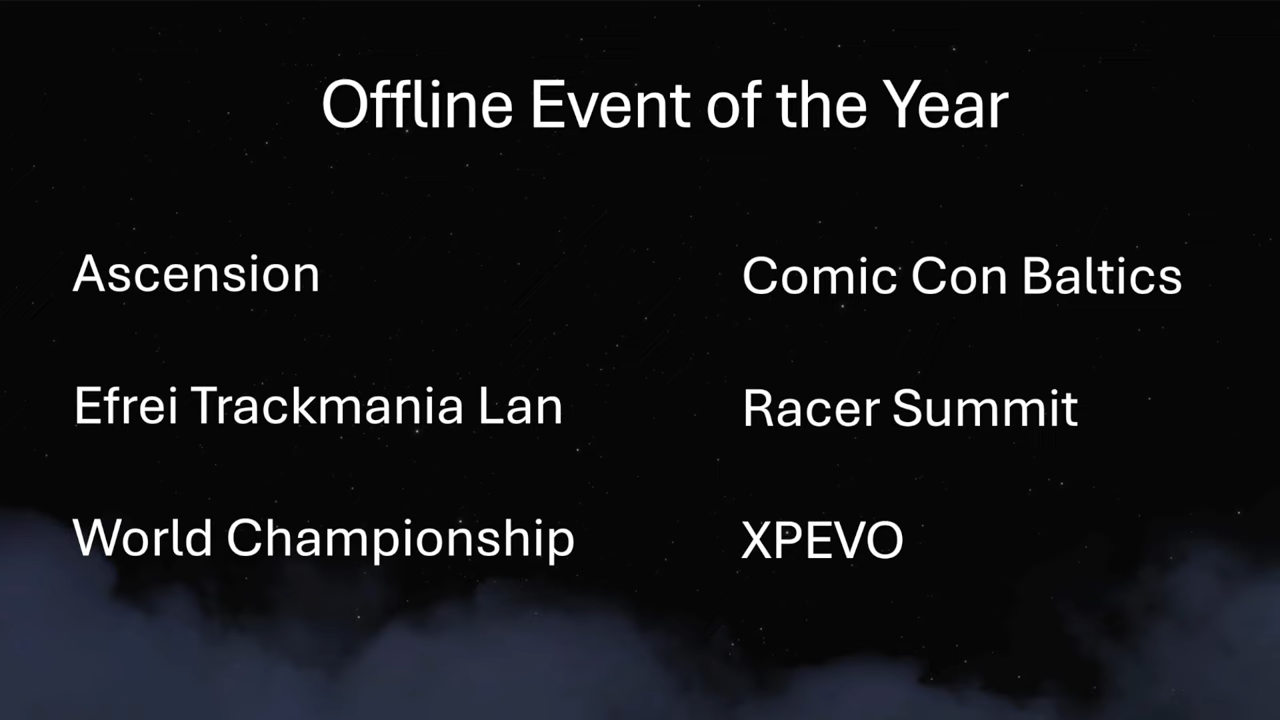 Offline Event of the Year
Ascension
Comic Con Baltics
Efrei Trackmania Lan
Racer Summit
World Championship
XPEVO